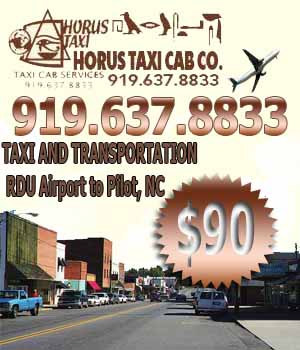 HORUS
TAXI
TAXI CAB SERVICES
919.637.8833
HORUS TAXI CAB CO.
919.637.8833
919.637.8833
TAXI AND TRANSPORTATION
RDU Airport to Pilot, NC
$90